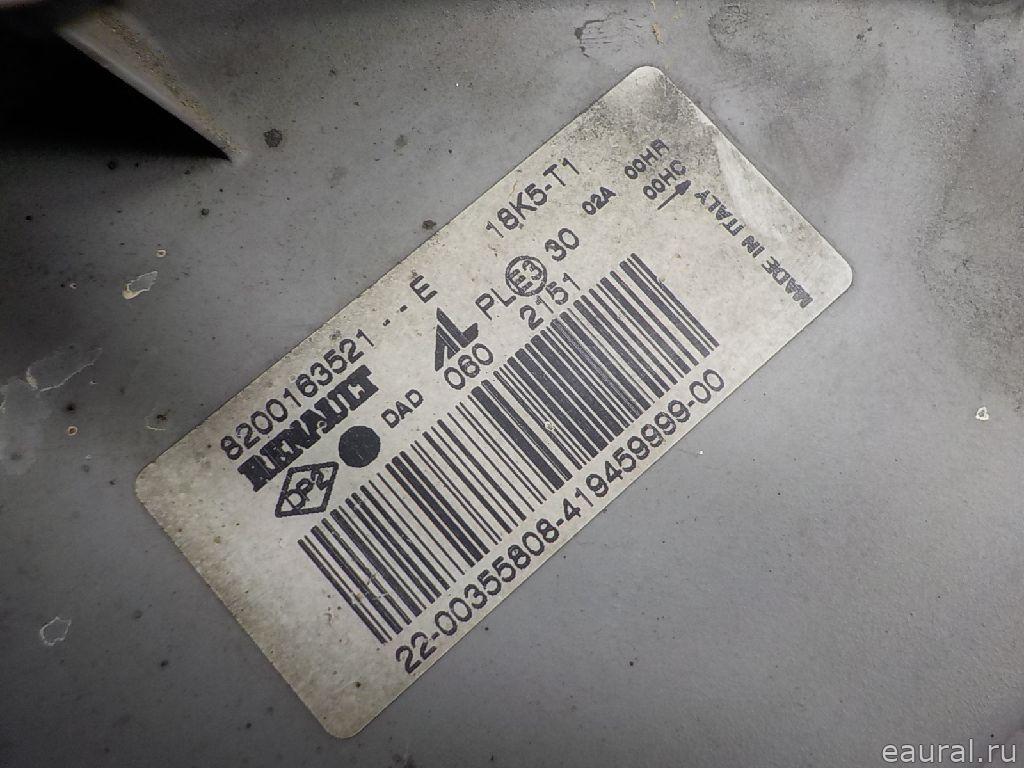 8200163521 -- E
18K5-T1
RENAULT
DP2
DAD
AL
060
PL E3 30
2151
02A
00HR
00HC
MADE IN ITALY
22-00355808-419459999-00
eaural.ru